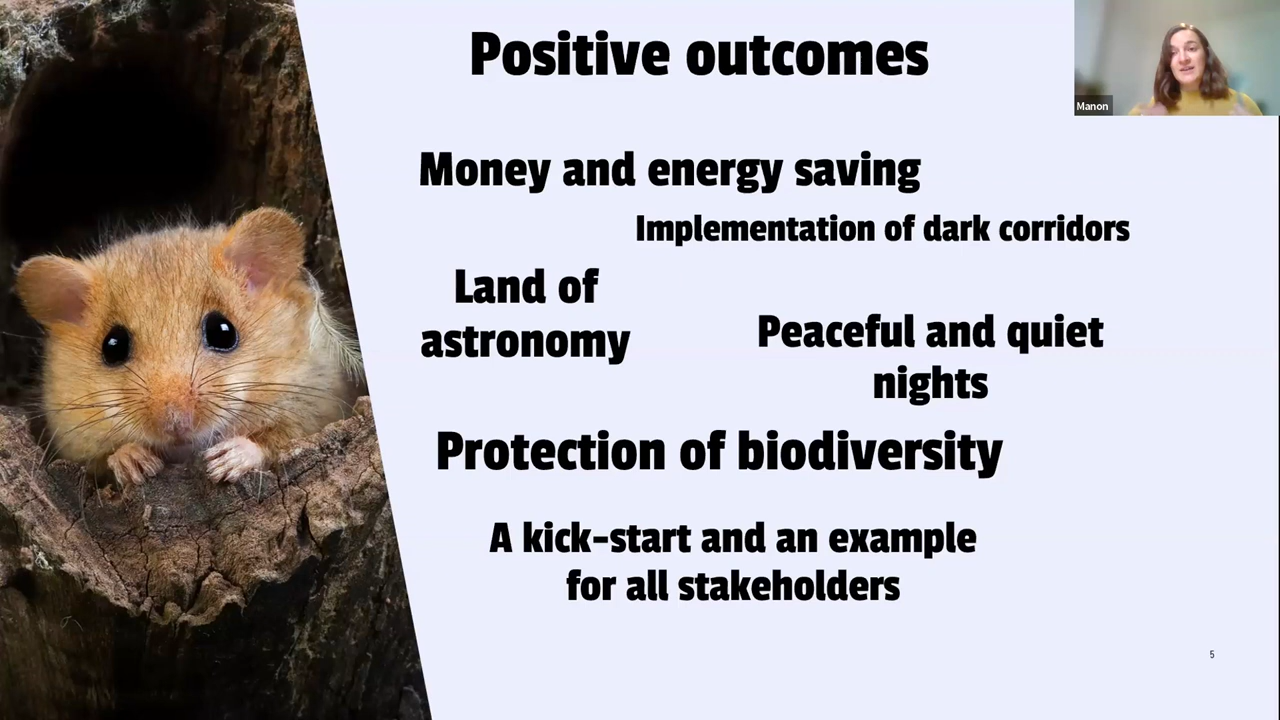 Positive outcomes
Manon
Money and energy saving
Implementation of dark corridors
Land of
astronomy
Peaceful and quiet
nights
Protection of biodiversity
A kick-start and an example
for all stakeholders
5